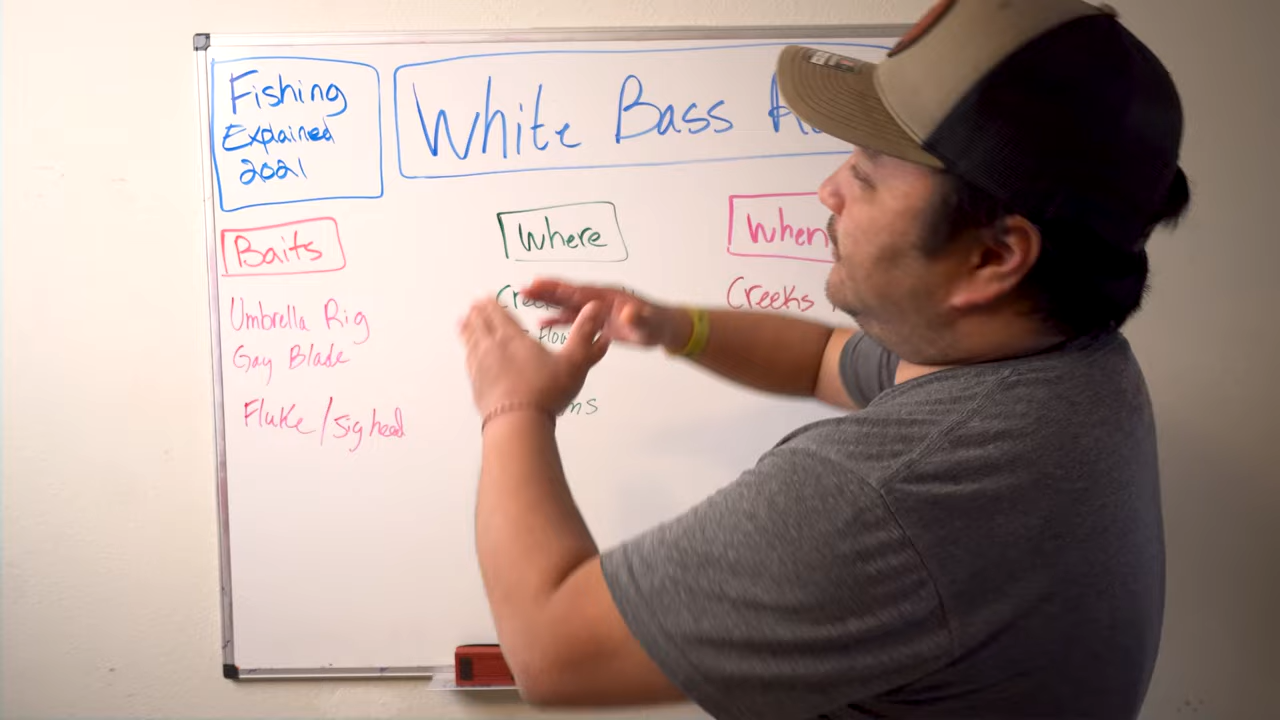 Fishing
Explained
2021
White Bass
Baits
Where
When
Umbrella Rig
Gay Blade
Fluke/Jighead
Creeks